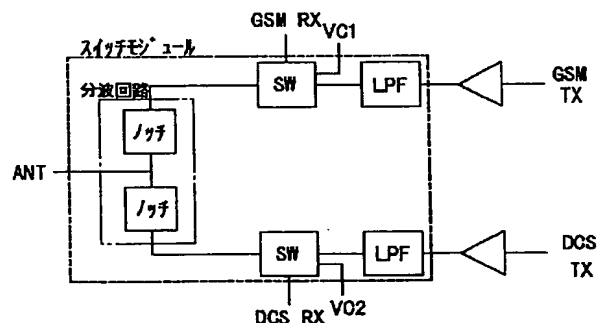 GSM RX
VC1
スイッチモジュール
分波回路
SW
LPF
GSM
TX
ノッチ
ANT
ノッチ
SW
LPF
DCS
TX
VC2
DCS RX